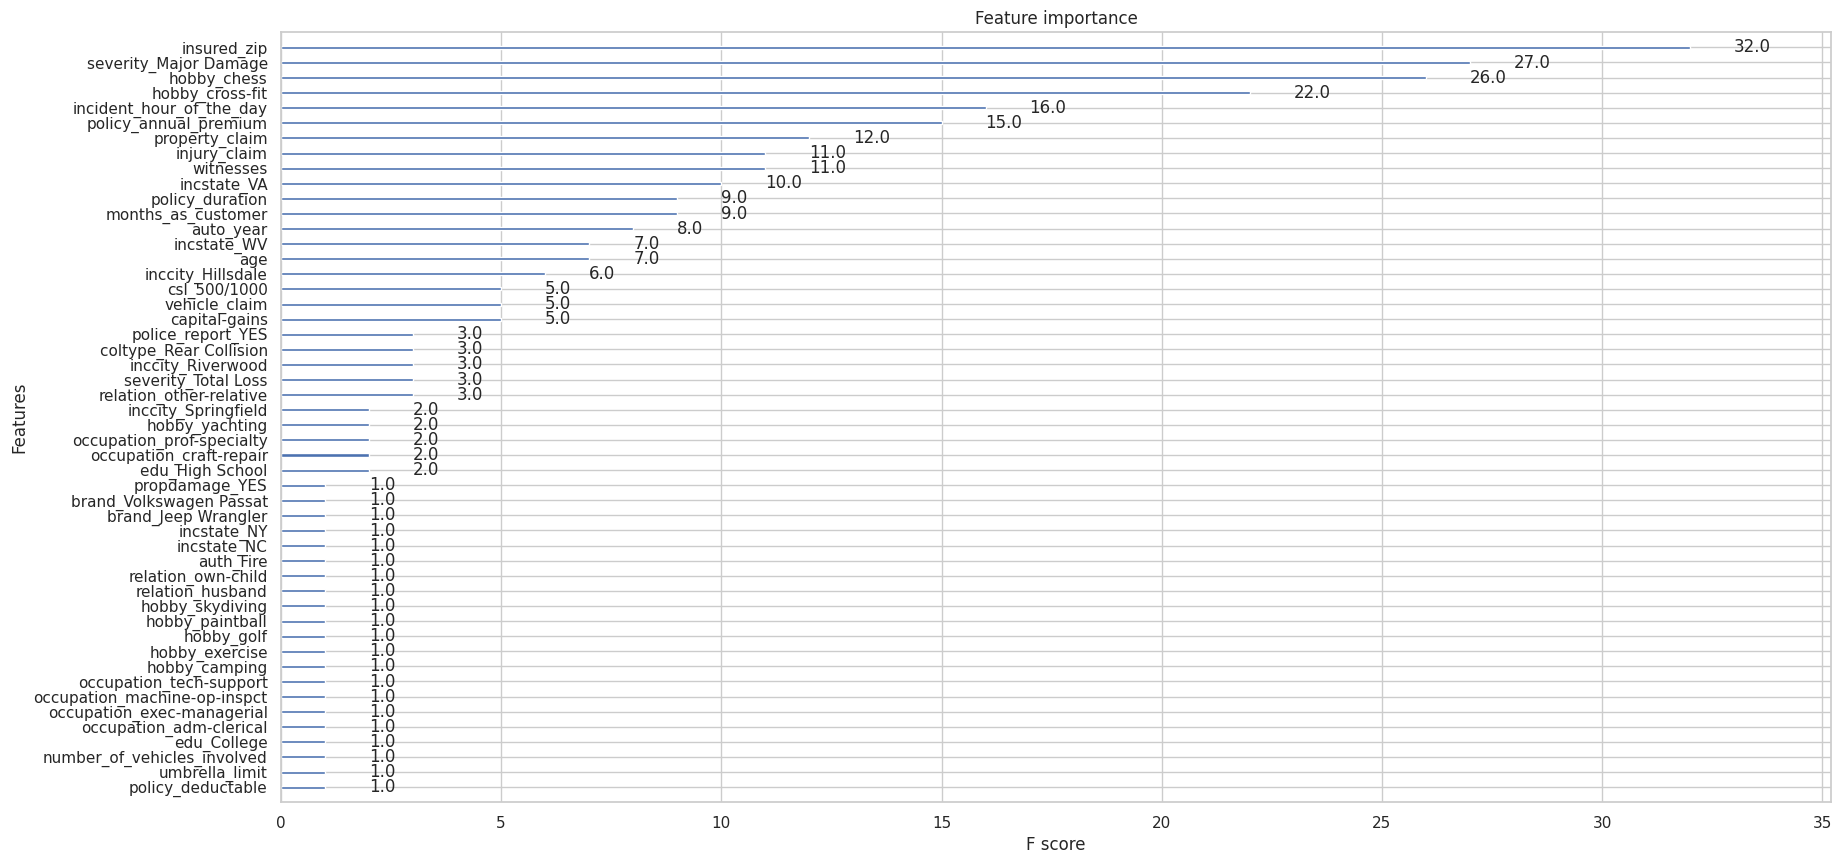 Feature importance
insured_zip 32.0
severity_Major Damage 27.0
hobby_chess 26.0
hobby_cross-fit 22.0
incident_hour_of_the_day 16.0
policy_annual_premium 15.0
property_claim 12.0
injury_claim 11.0
witnesses 11.0
incstate_VA 10.0
policy_duration 9.0
months_as_customer 9.0
auto_year 8.0
incstate_WV 7.0
age 7.0
inccity_Hillsdale 6.0
csl_500/1000 5.0
vehicle_claim 5.0
capital-gains 5.0
police_report_YES 3.0
coltype_Rear Collision 3.0
inccity_Riverwood 3.0
severity_Total Loss 3.0
relation_other-relative 3.0
inccity_Springfield 2.0
hobby_yachting 2.0
occupation_prof-specialty 2.0
occupation_craft-repair 2.0
edu_High School 2.0
propdamage_YES 1.0
brand_Volkswagen Passat 1.0
brand_Jeep Wrangler 1.0
incstate_NY 1.0
incstate_NC 1.0
auth_Fire 1.0
relation_own-child 1.0
relation_husband 1.0
hobby_skydiving 1.0
hobby_paintball 1.0
hobby_golf 1.0
hobby_exercise 1.0
hobby_camping 1.0
occupation_tech-support 1.0
occupation_machine-op-inspct 1.0
occupation_exec-managerial 1.0
occupation_adm-clerical 1.0
edu_College 1.0
number_of_vehicles_involved 1.0
umbrella_limit 1.0
policy_deductable 1.0
Features
0 5 10 15 20 25 30 35
F score